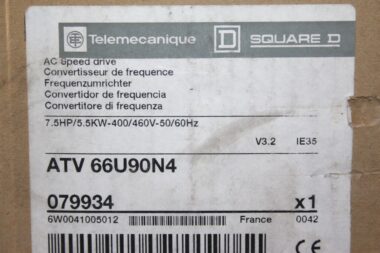 Telemecanique D SQUARE D
AC Speed drive
Convertisseur de frequence
Frequenzumrichter
Convertidor de frecuencia
Convertitore di frequenza
7.5HP/5.5KW-400/460V-50/60Hz
V3.2 IE35
ATV 66U90N4
079934 x1
6W0041005012 France 0042
CE